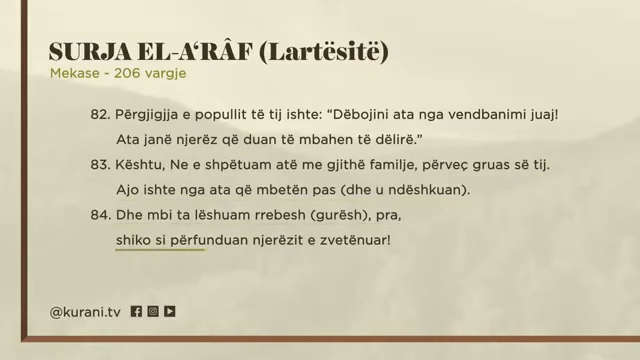 SURJA EL-A‘RÂF (Lartësitë)
Mekase - 206 vargje
82. Përgjigjja e popullit të tij ishte: “Dëbojini ata nga vendbanimi juaj!
Ata janë njerëz që duan të mbahen të dëlirë.”
83. Kështu, Ne e shpëtuam atë me gjithë familje, përveç gruas së tij.
Ajo ishte nga ata që mbetën pas (dhe u ndëshkuan).
84. Dhe mbi ta lëshuam rrebesh (gurësh), pra,
shiko si përfunduan njerëzit e zvetënuar!
@kurani.tv